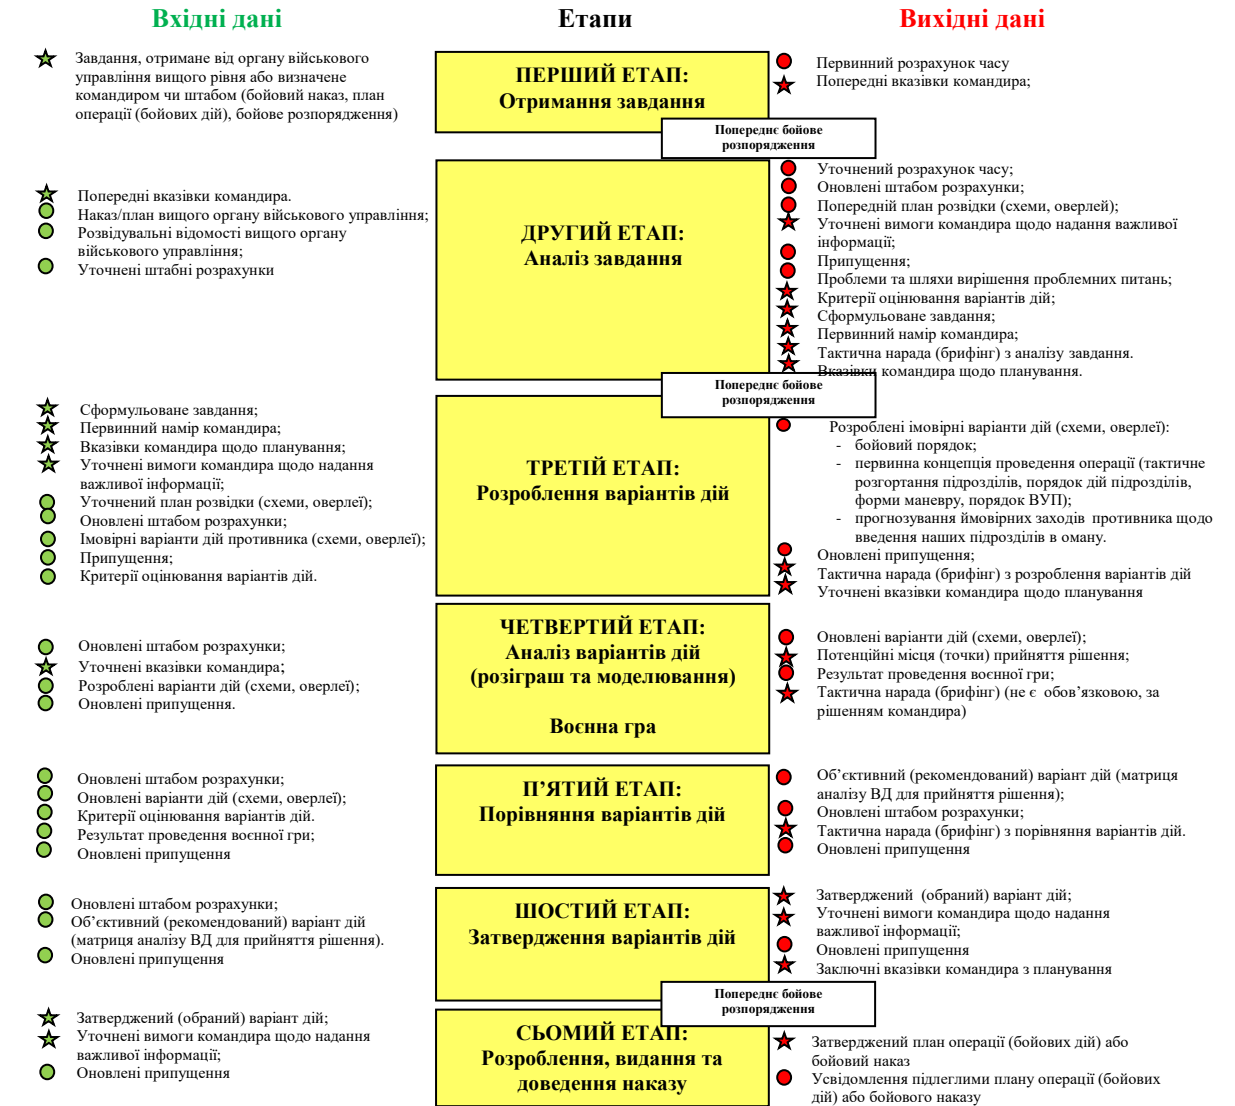 Вхідні дані
Етапи
Вихідні дані
Завдання, отримане від органу військового
управління вищого рівня або визначене
командиром чи штабом (бойовий наказ, план
операції (бойових дій), бойове розпорядження)
ПЕРШИЙ ЕТАП:
Отримання завдання
Первинний розрахунок часу
Попередні вказівки командира;
Попереднє бойове
розпорядження
Попередні вказівки командира.
Наказ/план вищого органу військового управління;
Розвідувальні відомості вищого органу
військового управління;
Уточнені штабні розрахунки
ДРУГИЙ ЕТАП:
Аналіз завдання
Уточнений розрахунок часу;
Оновлені штабом розрахунки;
Попередній план розвідки (схеми, оверлей);
Уточнені вимоги командира щодо надання важливої
інформації;
Припущення;
Проблеми та шляхи вирішення проблемних питань;
Критерії оцінювання варіантів дій;
Сформульоване завдання;
Первинний намір командира;
Тактична нарада (брифінг) з аналізу завдання.
Вказівки командира щодо планування.
Попереднє бойове
розпорядження
Сформульоване завдання;
Первинний намір командира;
Вказівки командира щодо планування;
Уточнені вимоги командира щодо надання
важливої інформації;
Уточнений план розвідки (схеми, оверлеї);
Оновлені штабом розрахунки;
Імовірні варіанти дій противника (схеми, оверлеї);
Припущення;
Критерії оцінювання варіантів дій.
ТРЕТІЙ ЕТАП:
Розроблення варіантів дій
Розроблені імовірні варіанти дій (схеми, оверлеї):
- бойовий порядок;
- первинна концепція проведення операції (тактичне
розгортання підрозділів, порядок дій підрозділів,
форми маневру, порядок ВУП);
- прогнозування ймовірних заходів противника щодо
введення наших підрозділів в оману.
Оновлені припущення;
Тактична нарада (брифінг) з розроблення варіантів дій
Уточнені вказівки командира щодо планування
Оновлені штабом розрахунки;
Уточнені вказівки командира;
Розроблені варіанти дій (схеми, оверлеї);
Оновлені припущення.
ЧЕТВЕРТИЙ ЕТАП:
Аналіз варіантів дій
(розіграш та моделювання)
Воєнна гра
Оновлені варіанти дій (схеми, оверлеї);
Потенційні місця (точки) прийняття рішення;
Результат проведення воєнної гри;
Тактична нарада (брифінг) (не є обов’язковою, за
рішенням командира)
Оновлені штабом розрахунки;
Оновлені варіанти дій (схеми, оверлеї);
Критерії оцінювання варіантів дій.
Результат проведення воєнної гри;
Оновлені припущення
П’ЯТИЙ ЕТАП:
Порівняння варіантів дій
Об’єктивний (рекомендований) варіант дій (матриця
аналізу ВД для прийняття рішення);
Оновлені штабом розрахунки;
Тактична нарада (брифінг) з порівняння варіантів дій.
Оновлені припущення
Оновлені штабом розрахунки;
Об’єктивний (рекомендований) варіант дій
(матриця аналізу ВД для прийняття рішення).
Оновлені припущення
ШОСТИЙ ЕТАП:
Затвердження варіантів дій
Затверджений (обраний) варіант дій;
Уточнені вимоги командира щодо надання
важливої інформації;
Оновлені припущення
Заключні вказівки командира з планування
Попереднє бойове
розпорядження
Затверджений (обраний) варіант дій;
Уточнені вимоги командира щодо надання
важливої інформації;
Оновлені припущення
СЬОМИЙ ЕТАП:
Розроблення, видання та
доведення наказу
Затверджений план операції (бойових дій) або
бойовий наказ
Усвідомлення підлеглими плану операції (бойових
дій) або бойового наказу